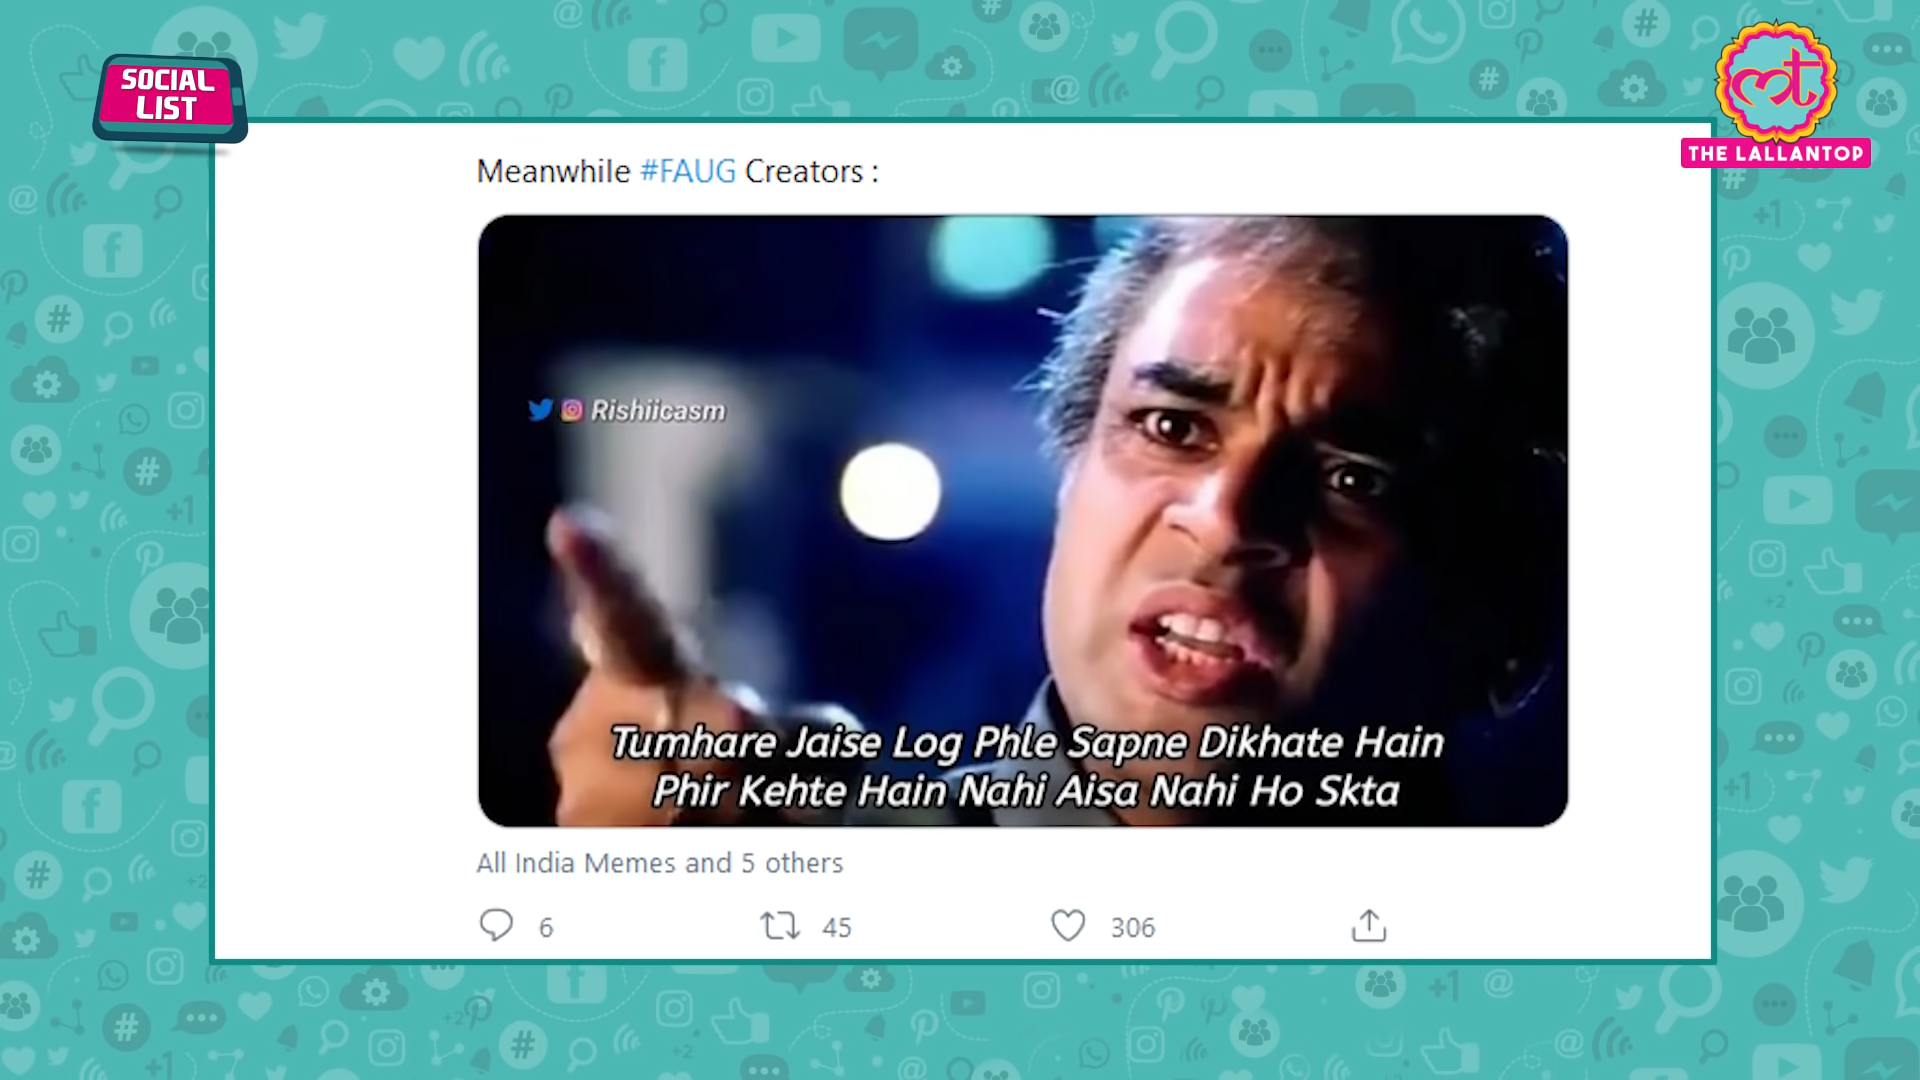 SOCIAL
LIST
मत
THE LALLANTOP
Meanwhile #FAUG Creators :
Rishiicasm
Tumhare Jaise Log Phle Sapne Dikhate Hain
Phir Kehte Hain Nahi Aisa Nahi Ho Skta
All India Memes and 5 others
6 45 306